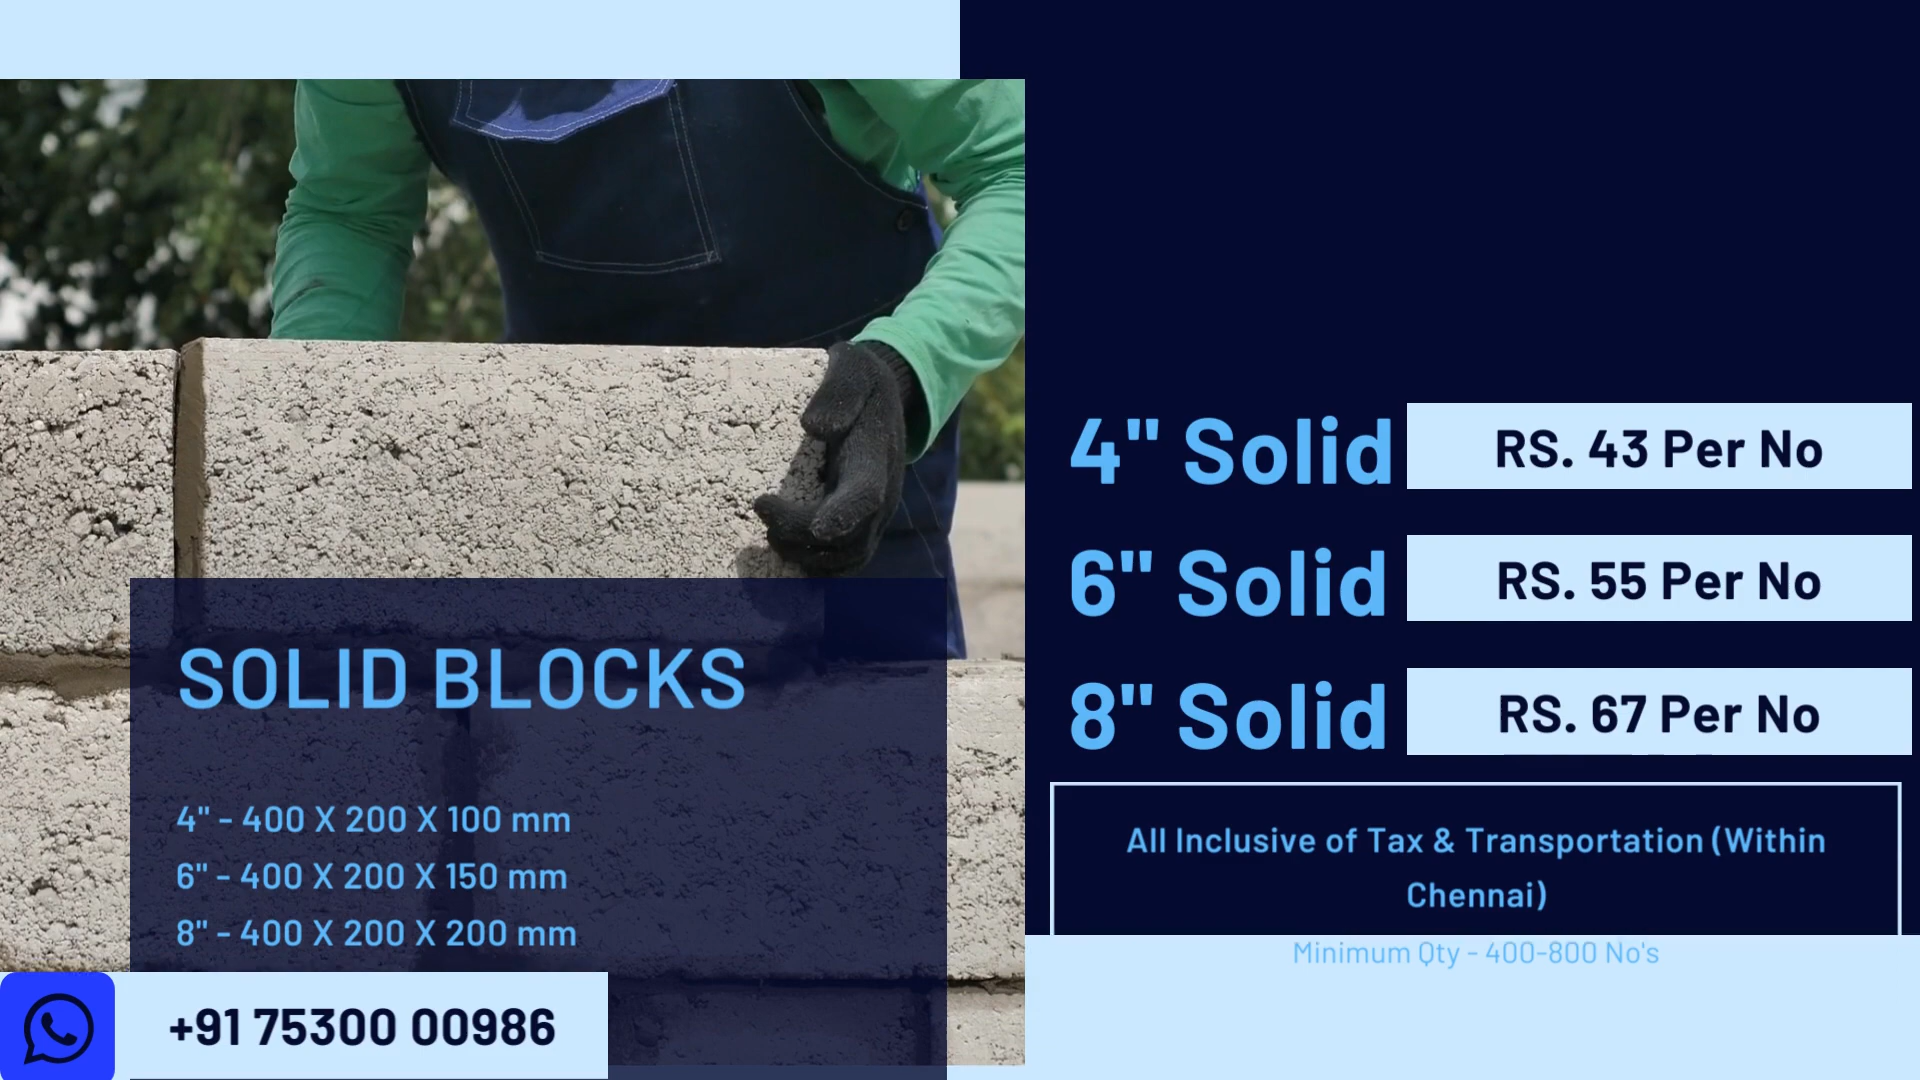 SOLID BLOCKS
4" - 400 X 200 X 100 mm
6" - 400 X 200 X 150 mm
8" - 400 X 200 X 200 mm
+91 75300 00986
4" Solid RS. 43 Per No
6" Solid RS. 55 Per No
8" Solid RS. 67 Per No
All Inclusive of Tax & Transportation (Within
Chennai)
Minimum Qty - 400-800 No's